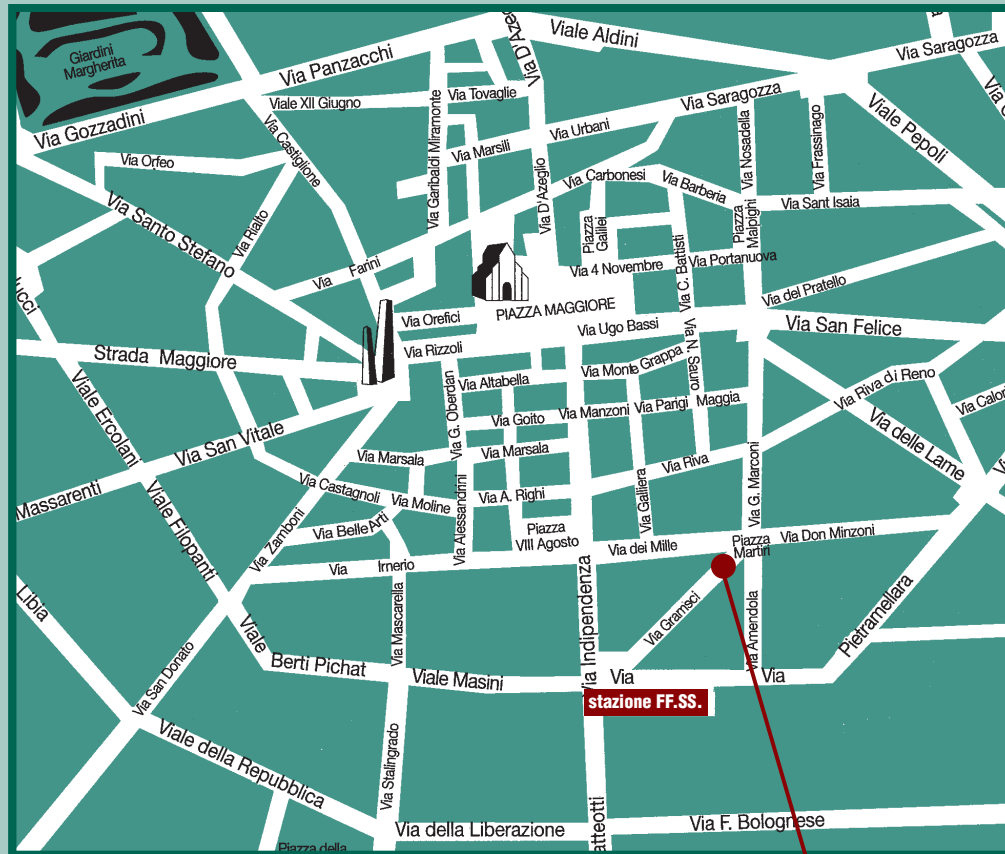 Giardini
Margherita
Via Gozzadini
Via Panzacchi
Via D'Azeg
Viale Aldini
Via Saragozza
Viale XII Giugno
Via Tovaglie
Via Saragozza
Viale Pepoli
Via Castiglione
Via Garibaldi Miramonte
Via Marsili
Via Urbani
Via Nosadella
Via Frassinago
Via Orfeo
Via D'Azeglio
Via Carbonesi
Via Barberia
Via Sant Isaia
Via Santo Stefano
Via Rialto
Piazza
Galilei
Piazza
Malpighi
Via Farini
Via 4 Novembre
Via C. Battisti
Via Portanuova
Via del Pratello
ucci
PIAZZA MAGGIORE
Via Orefici
Via Ugo Bassi
Via San Felice
Strada Maggiore
Via Rizzoli
Via N. Sauro
Via Monte Grappa
Via Altabella
Via G. Oberdan
Via Riva di Reno
Viale Ercolani
Via Goito
Via Manzoni
Via Parigi
Maggia
Via Calori
Via delle Lame
Via San Vitale
Via Marsala
Via Marsala
Via Riva
Via G. Marconi
Massarenti
Via Castagnoli
Via Moline
Via Alessandrini
Via A. Righi
Via Galliera
Viale Filopanti
Via Zamboni
Via Belle Arti
Piazza
VIII Agosto
Via dei Mille
Piazza
Martiri
Via Don Minzoni
Via Irnerio
Libia
Viale
Via Mascarella
Via Indipendenza
Via Gramsci
Via Amendola
Pietramellara
Via San Donato
Berti Pichat
Viale Masini
Via
Via
stazione FF.SS.
Viale della Repubblica
Via Stalingrado
Via della Liberazione
atteotti
Via F. Bolognese
Piazza della